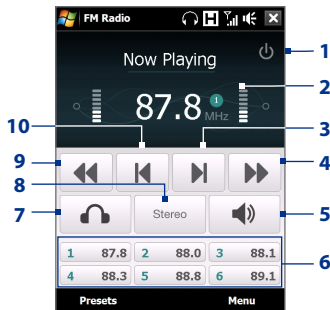 FM Radio
Now Playing
1
2
87.8 1 MHz
10
3
9
4
8
7
Stereo
5
1 87.8 2 88.0 3 88.1
6
4 88.3 5 88.8 6 89.1
Presets Menu